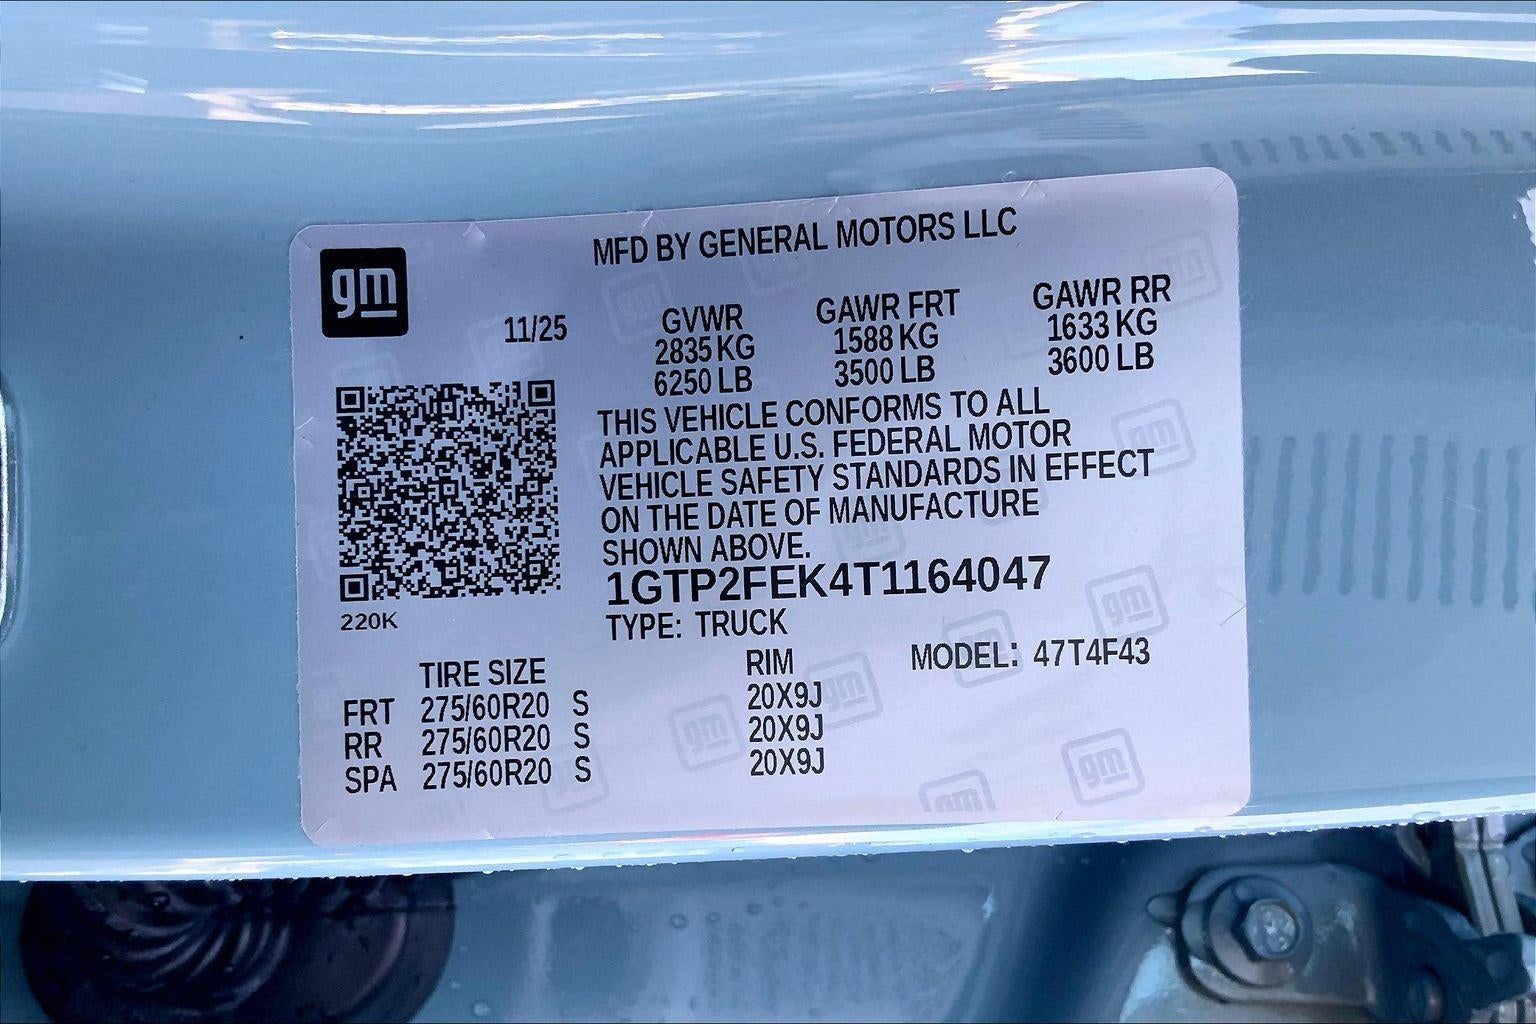 gm
MFD BY GENERAL MOTORS LLC
11/25 GVWR GAWR FRT GAWR RR
2835 KG 1588 KG 1633 KG
6250 LB 3500 LB 3600 LB
THIS VEHICLE CONFORMS TO ALL
APPLICABLE U.S. FEDERAL MOTOR
VEHICLE SAFETY STANDARDS IN EFFECT
ON THE DATE OF MANUFACTURE
SHOWN ABOVE.
1GTP2FEK4T1164047
220K
TYPE: TRUCK
MODEL: 47T4F43
TIRE SIZE RIM
FRT 275/60R20 S 20X9J
RR 275/60R20 S 20X9J
SPA 275/60R20 S 20X9J